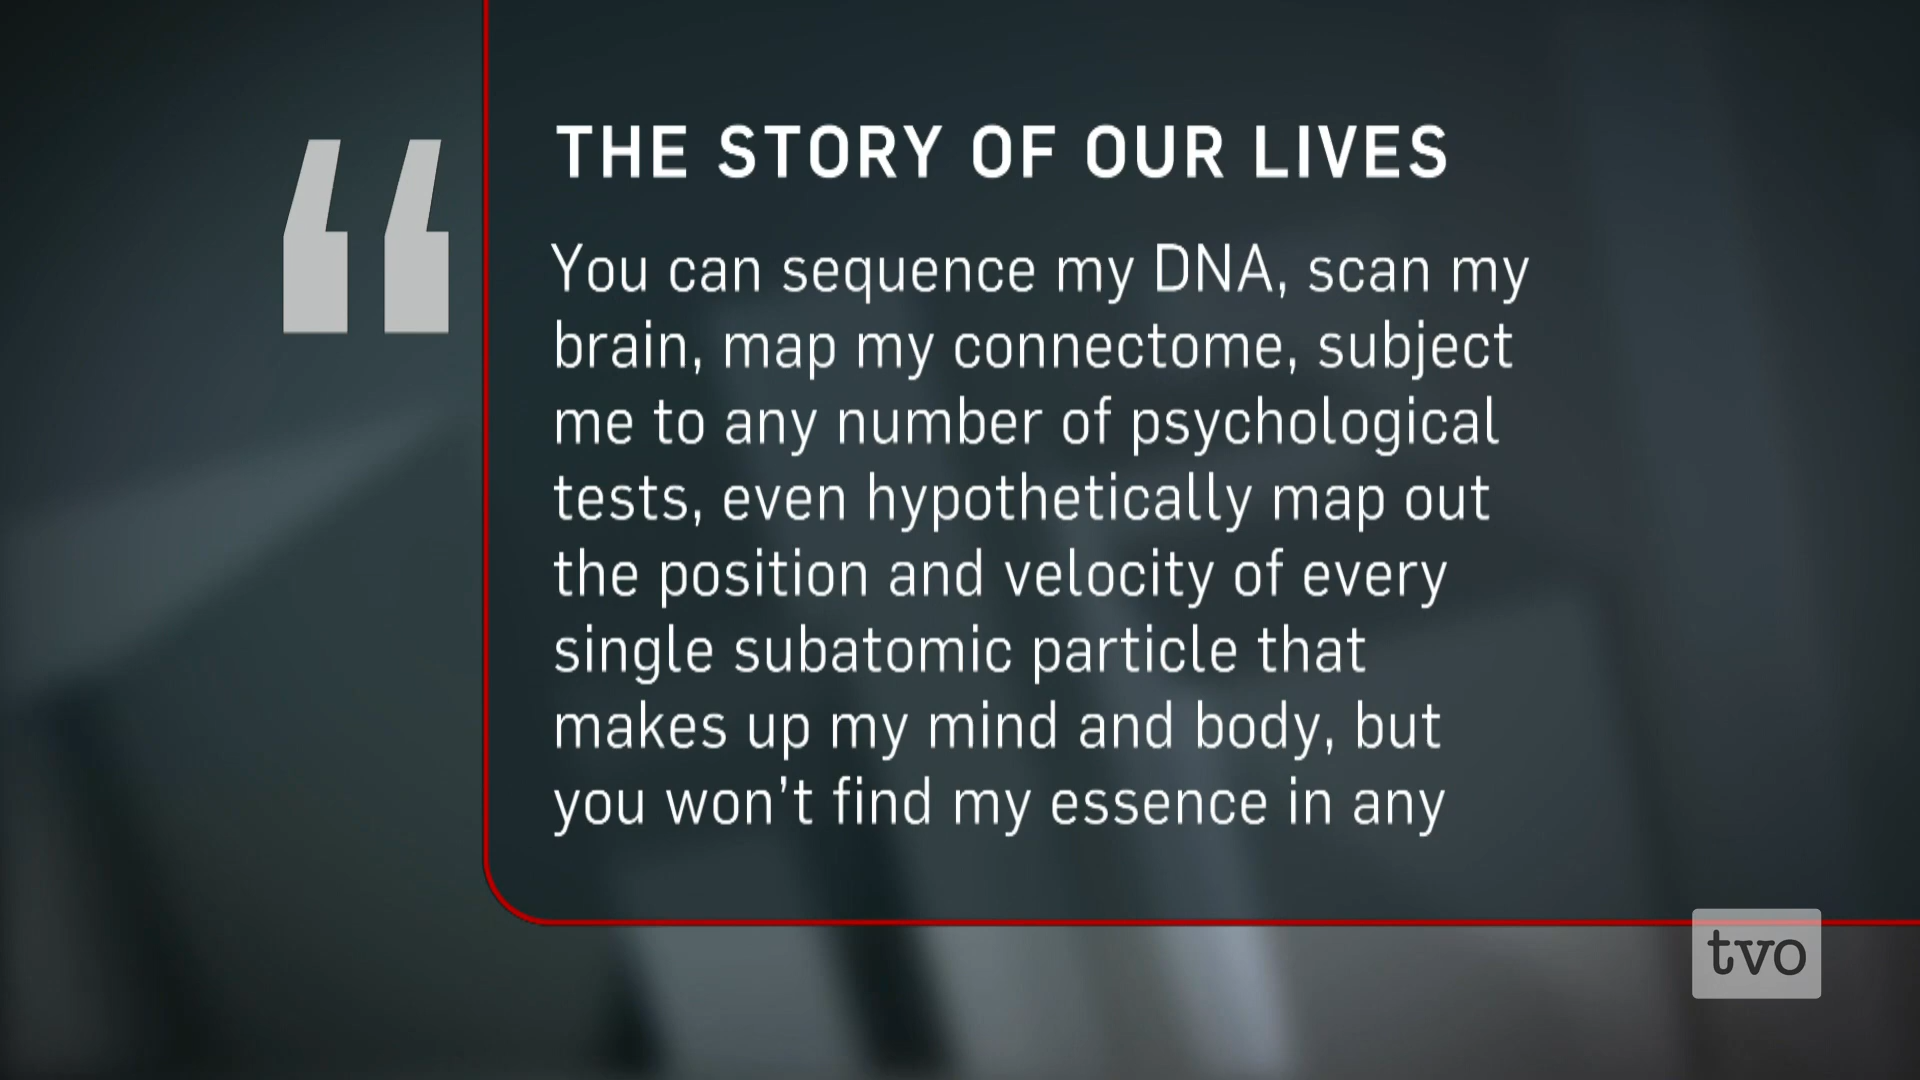 THE STORY OF OUR LIVES
You can sequence my DNA, scan my
brain, map my connectome, subject
me to any number of psychological
tests, even hypothetically map out
the position and velocity of every
single subatomic particle that
makes up my mind and body, but
you won’t find my essence in any
tvo